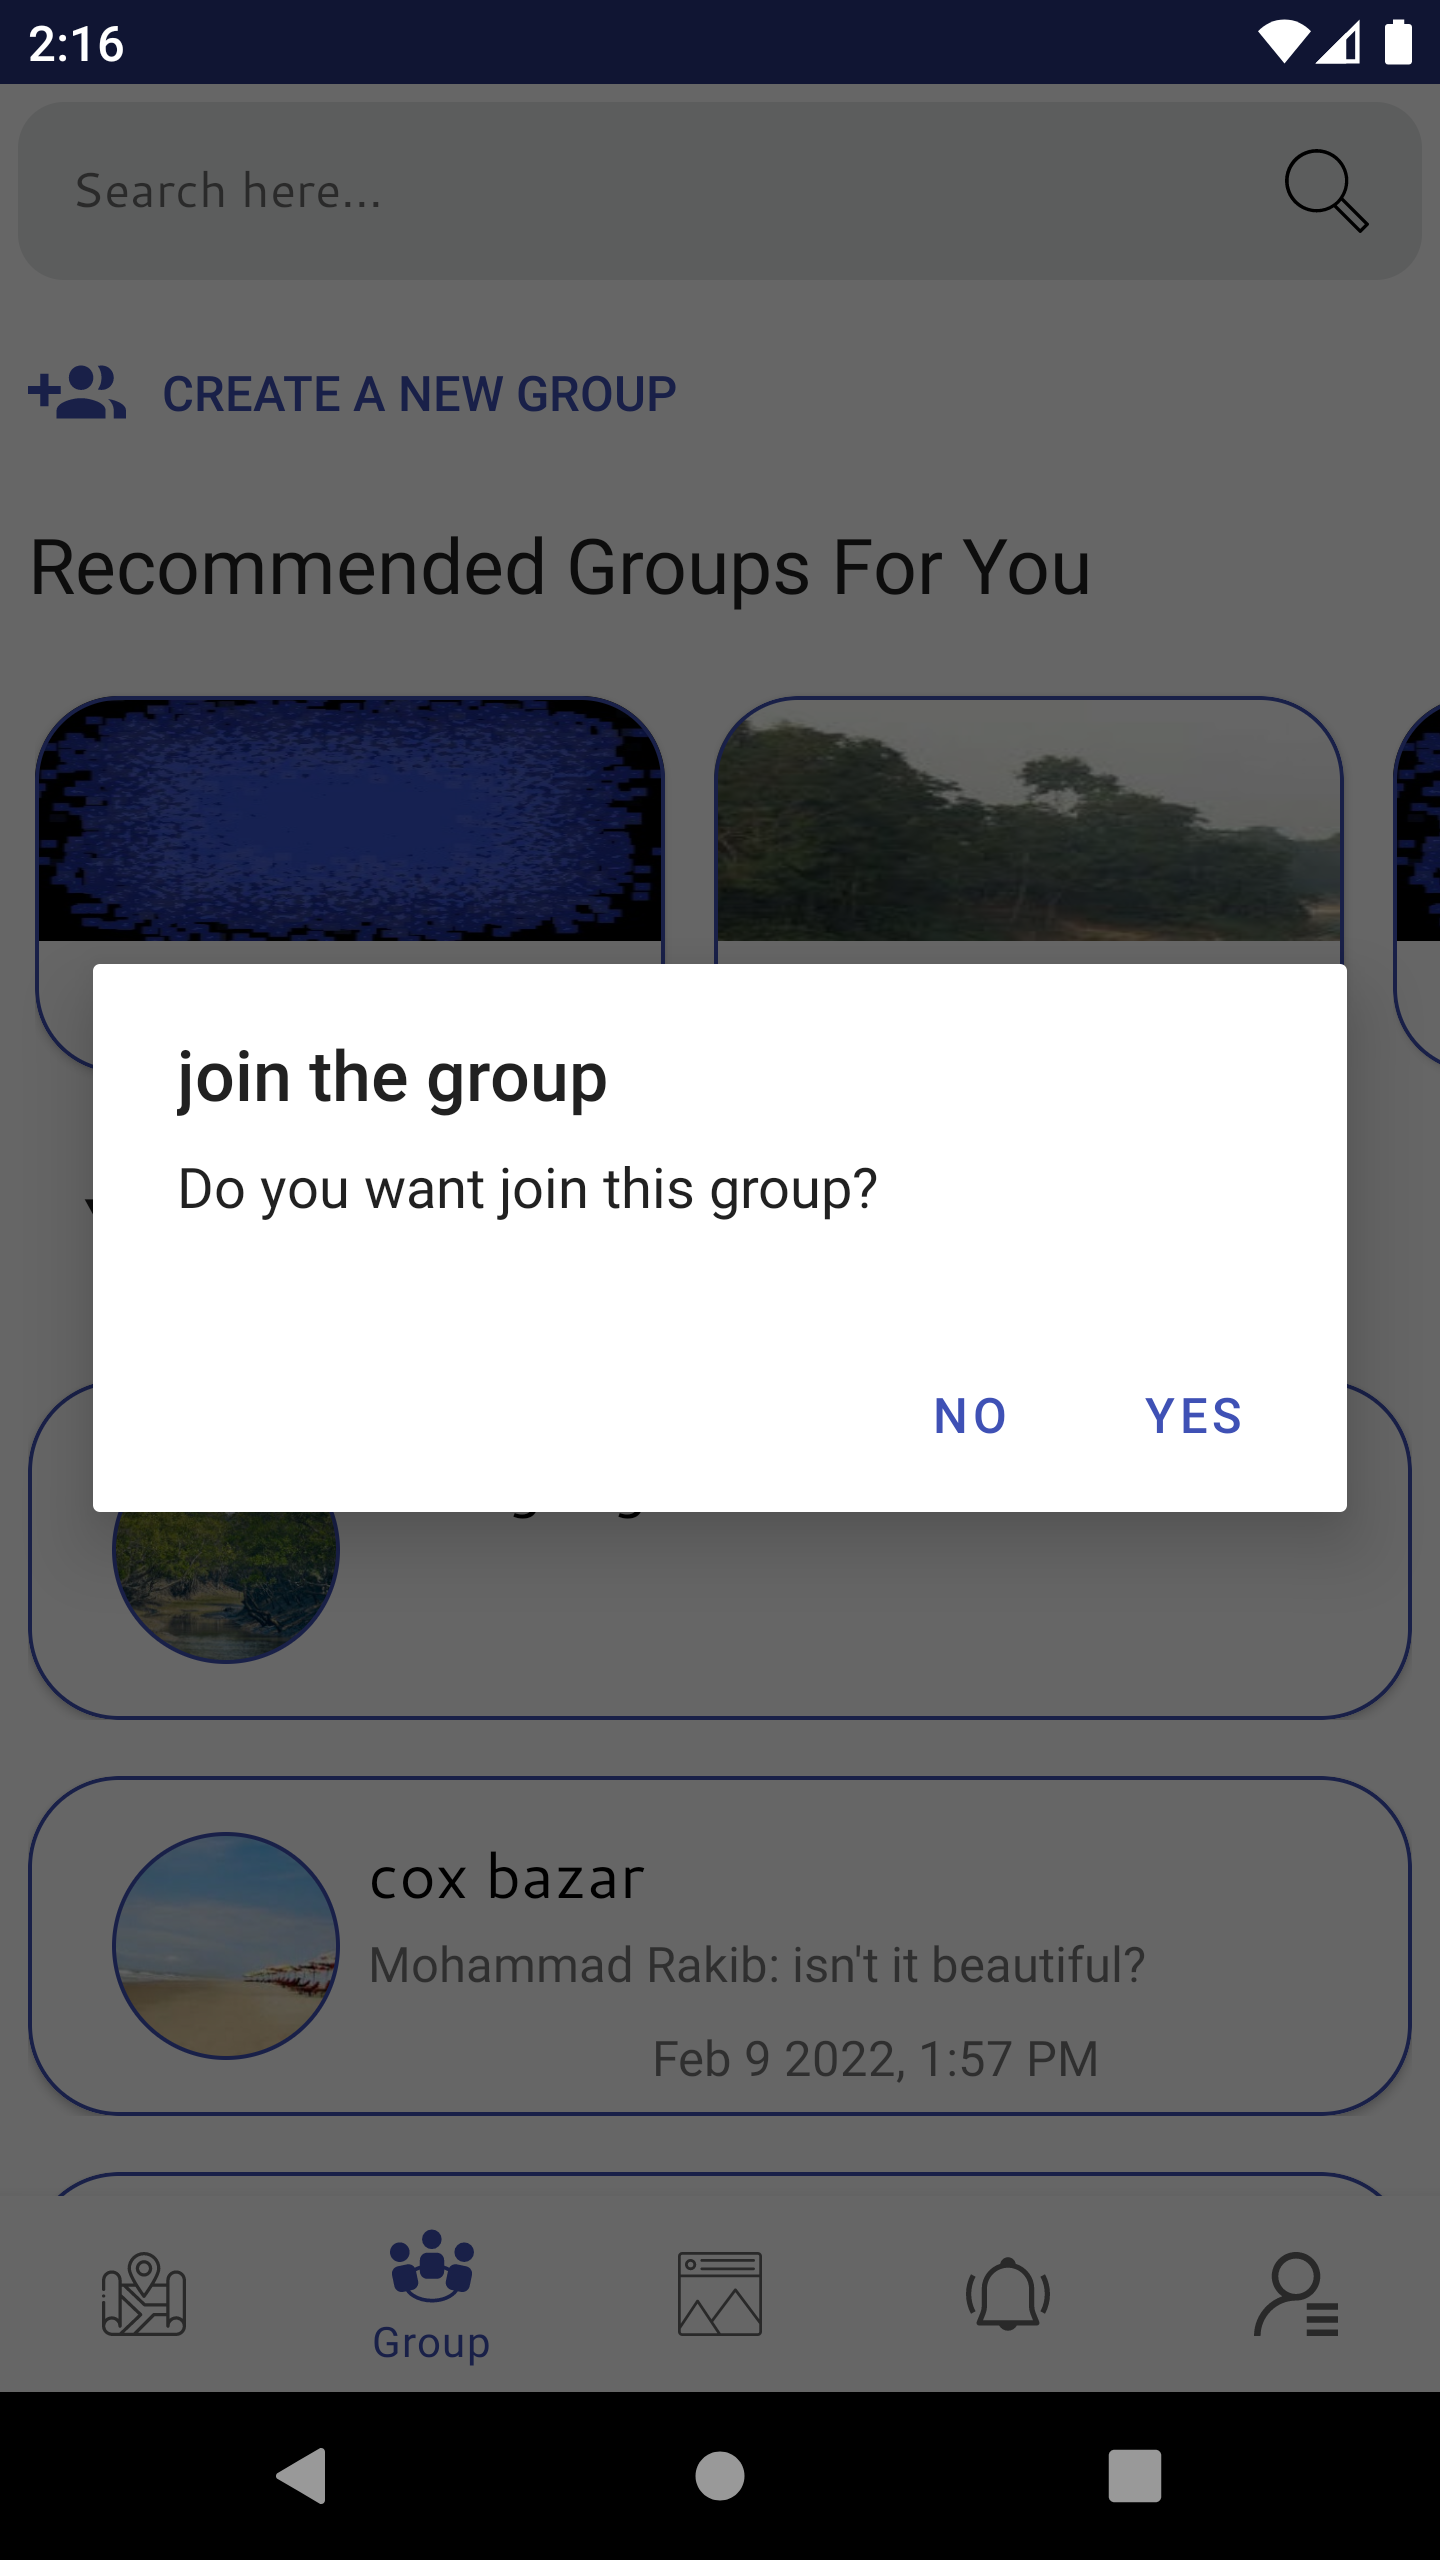 2:16
Search here...
CREATE A NEW GROUP
Recommended Groups For You
join the group
Do you want join this group?
NO YES
cox bazar
Mohammad Rakib: isn't it beautiful?
Feb 9 2022, 1:57 PM
Group